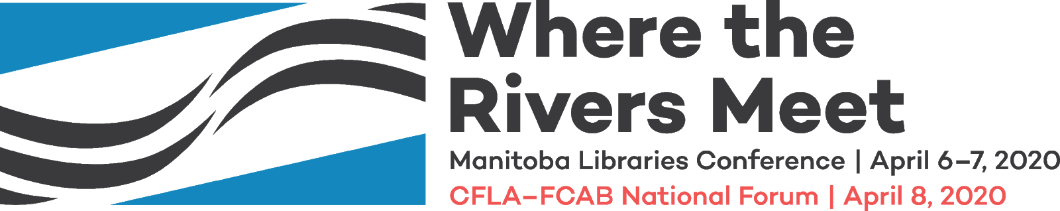 Where the
Rivers Meet
Manitoba Libraries Conference | April 6–7, 2020
CFLA–FCAB National Forum | April 8, 2020